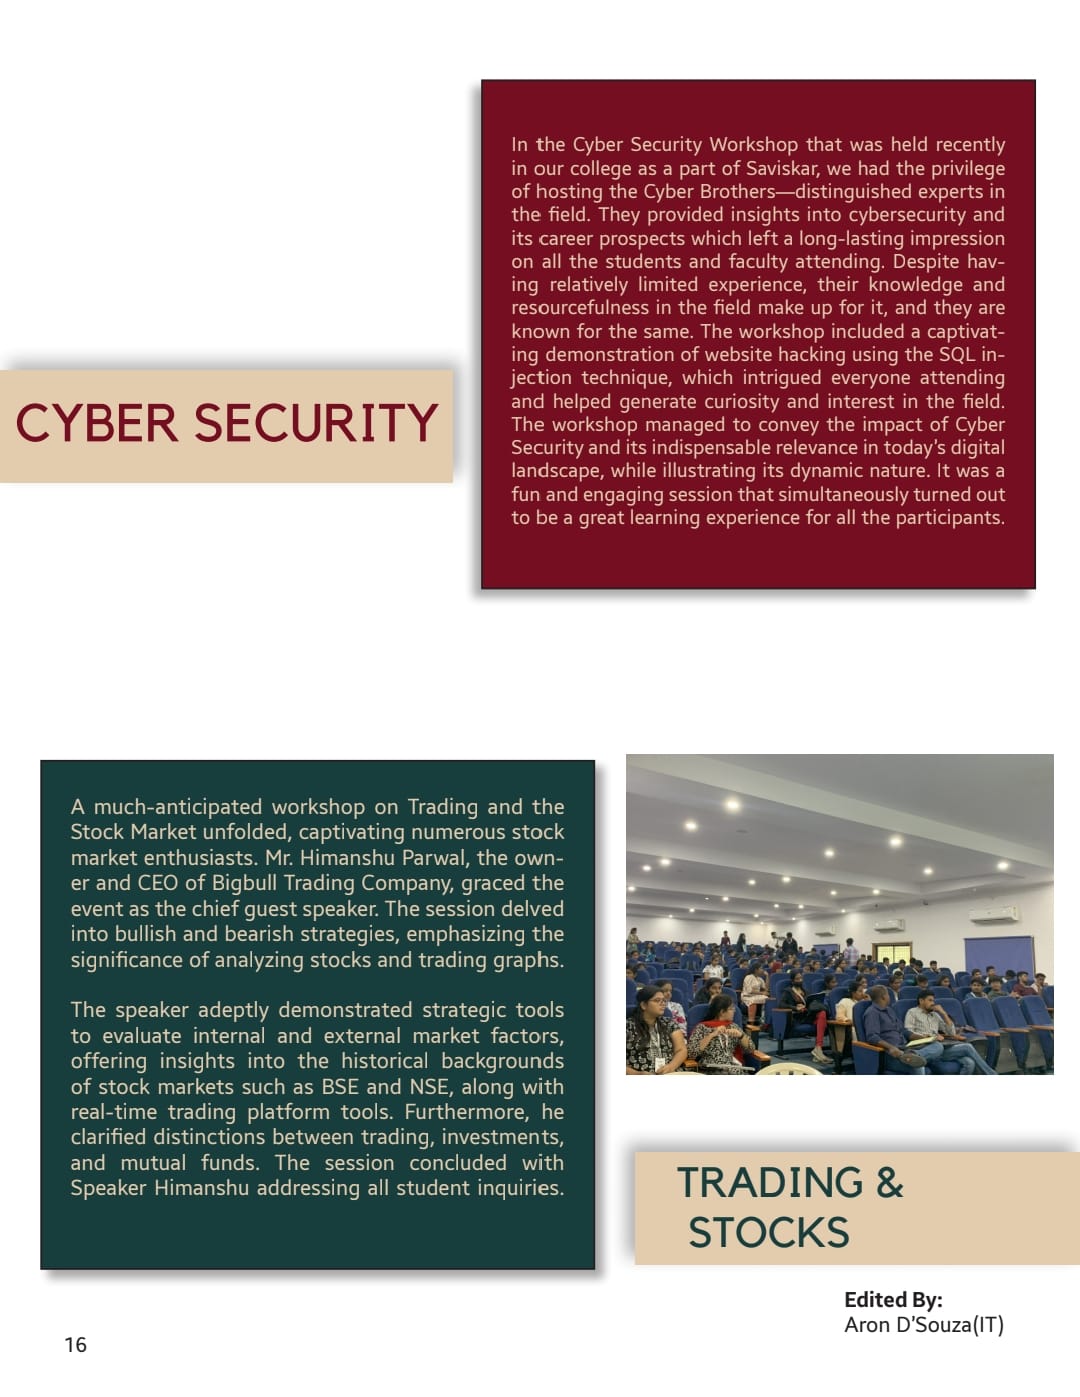 In the Cyber Security Workshop that was held recently
in our college as a part of Saviskar, we had the privilege
of hosting the Cyber Brothers—distinguished experts in
the field. They provided insights into cybersecurity and
its career prospects which left a long-lasting impression
on all the students and faculty attending. Despite hav-
ing relatively limited experience, their knowledge and
resourcefulness in the field make up for it, and they are
known for the same. The workshop included a captivat-
ing demonstration of website hacking using the SQL in-
jection technique, which intrigued everyone attending
and helped generate curiosity and interest in the field.
The workshop managed to convey the impact of Cyber
Security and its indispensable relevance in today's digital
landscape, while illustrating its dynamic nature. It was a
fun and engaging session that simultaneously turned out
to be a great learning experience for all the participants.
CYBER SECURITY
A much-anticipated workshop on Trading and the
Stock Market unfolded, captivating numerous stock
market enthusiasts. Mr. Himanshu Parwal, the own-
er and CEO of Bigbull Trading Company, graced the
event as the chief guest speaker. The session delved
into bullish and bearish strategies, emphasizing the
significance of analyzing stocks and trading graphs.
The speaker adeptly demonstrated strategic tools
to evaluate internal and external market factors,
offering insights into the historical backgrounds
of stock markets such as BSE and NSE, along with
real-time trading platform tools. Furthermore, he
clarified distinctions between trading, investments,
and mutual funds. The session concluded with
Speaker Himanshu addressing all student inquiries.
TRADING &
STOCKS
Edited By:
Aron D'Souza(IT)
16